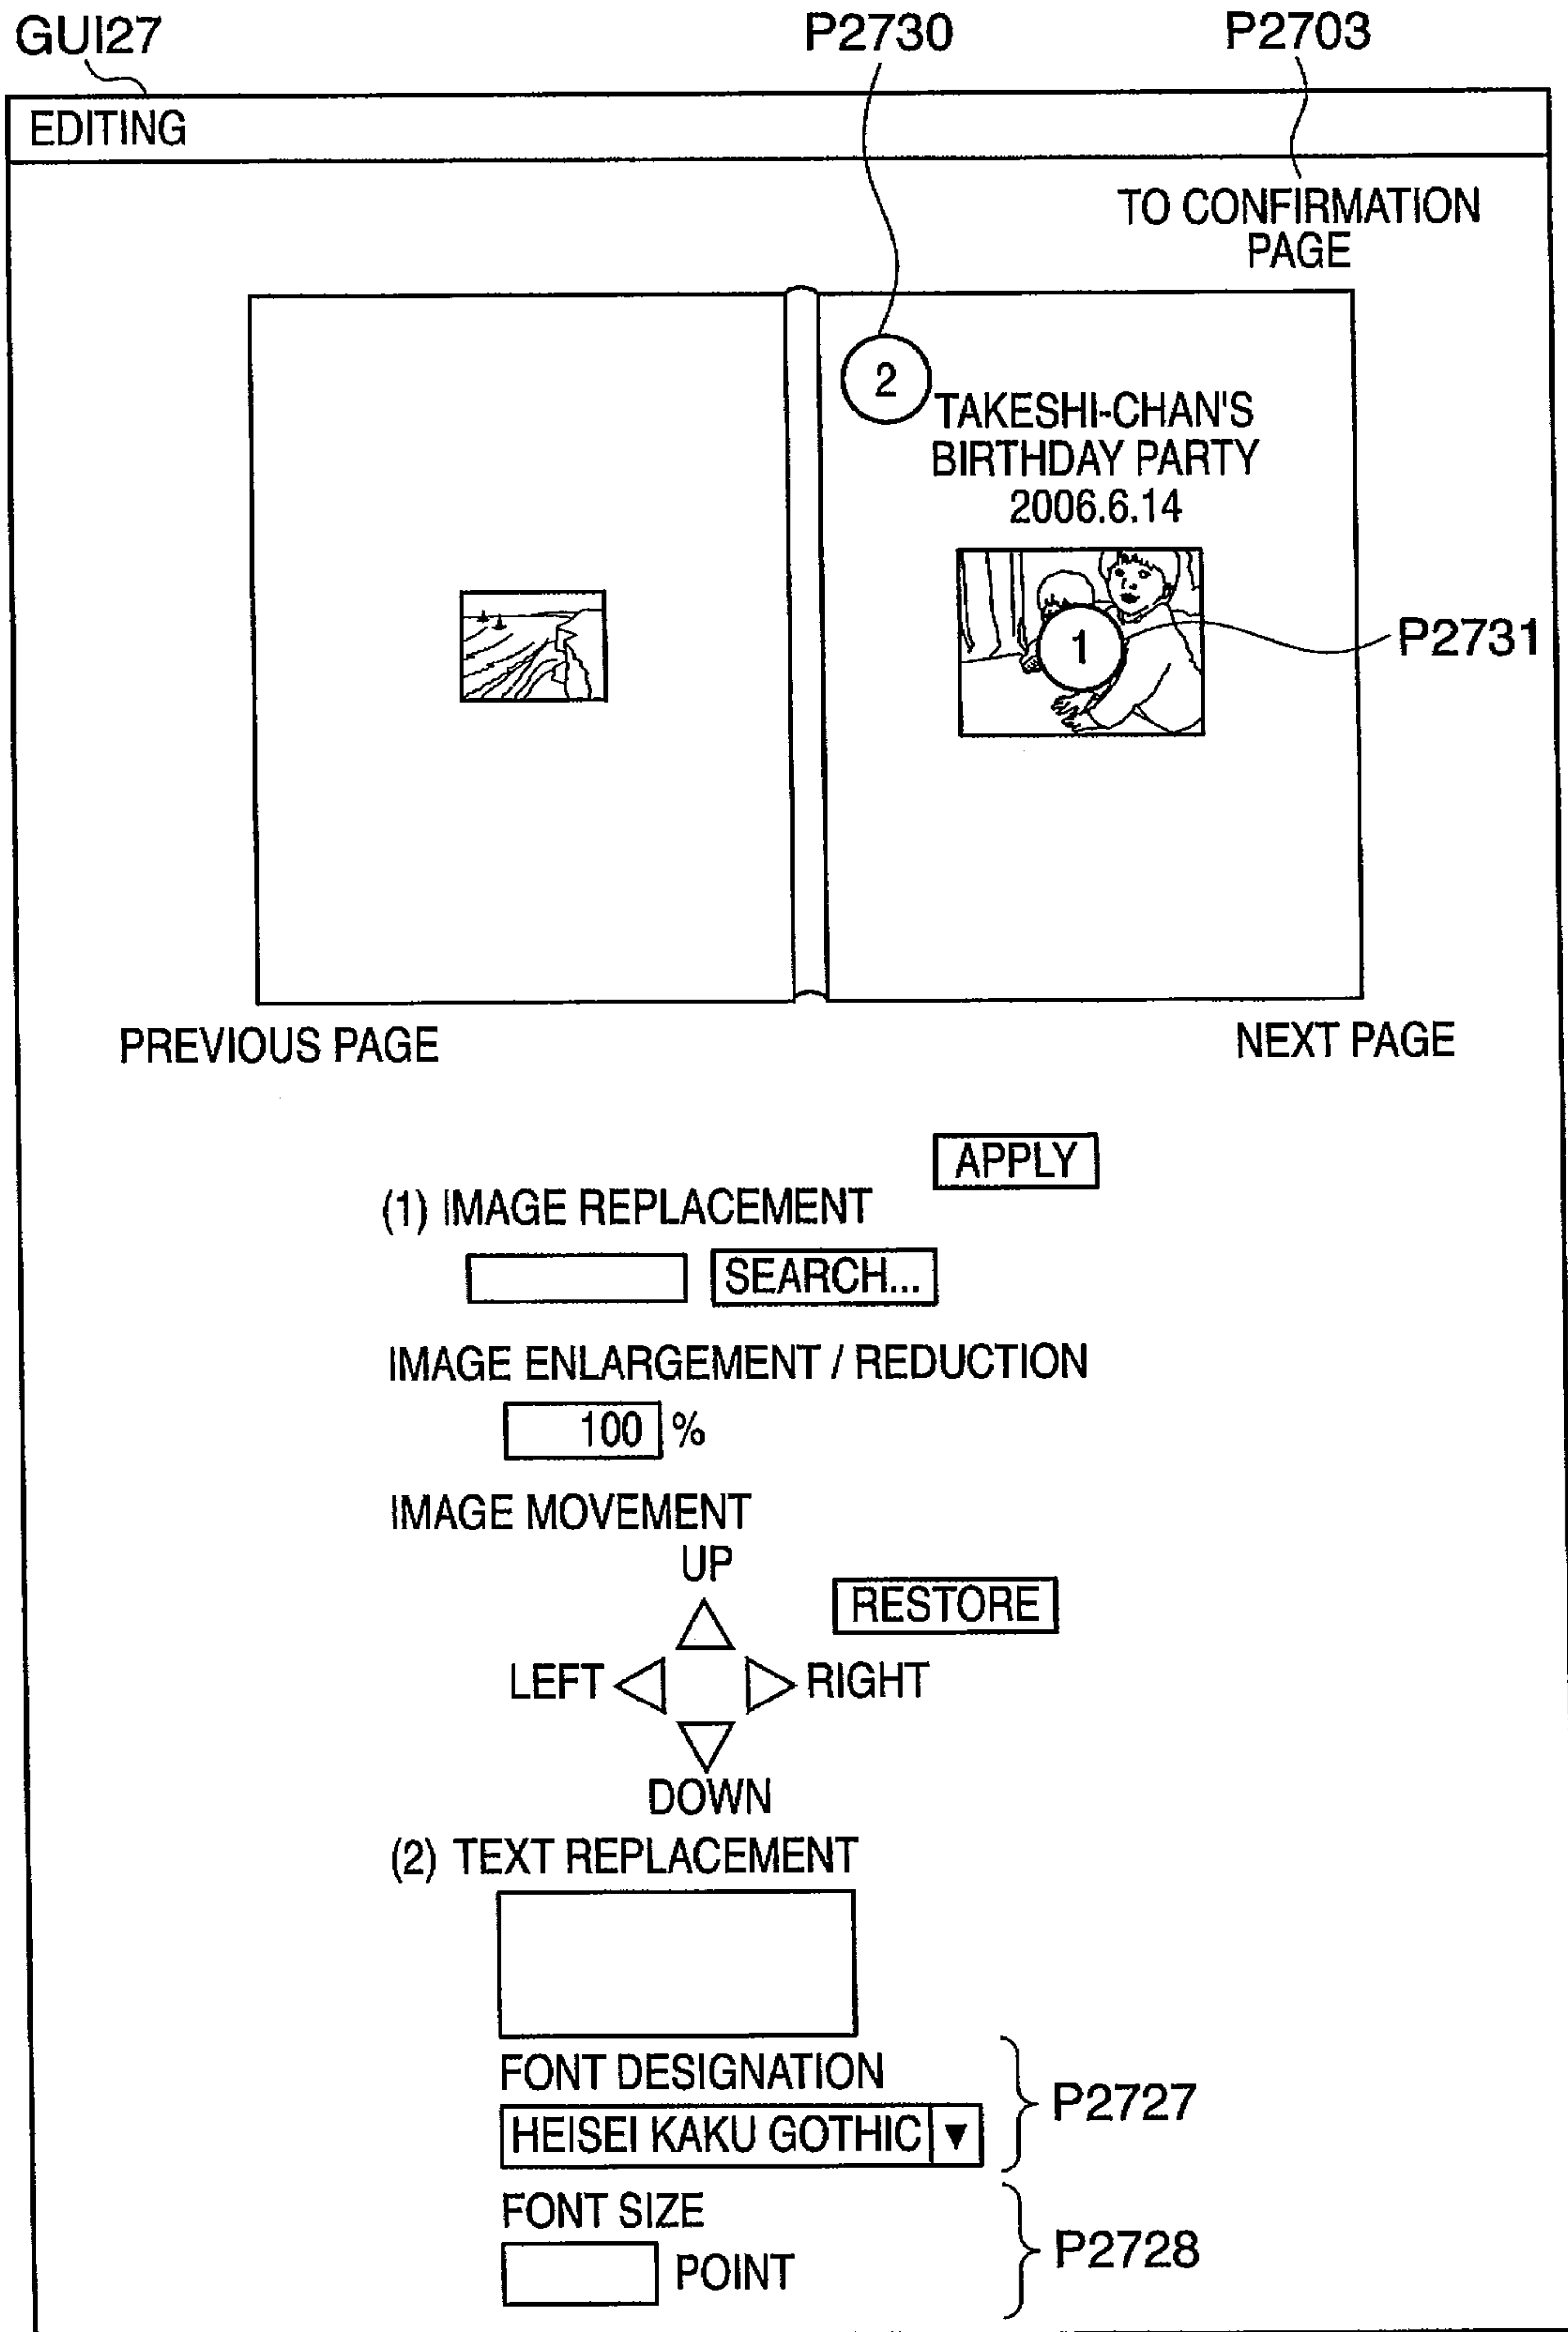 GUI27
P2730
P2703
EDITING
TO CONFIRMATION
PAGE
2
TAKESHI-CHAN'S
BIRTHDAY PARTY
2006.6.14
1
P2731
PREVIOUS PAGE
NEXT PAGE
APPLY
(1) IMAGE REPLACEMENT
SEARCH...
IMAGE ENLARGEMENT / REDUCTION
100 %
IMAGE MOVEMENT
UP
RESTORE
LEFT RIGHT
DOWN
(2) TEXT REPLACEMENT
FONT DESIGNATION
P2727
HEISEI KAKU GOTHIC ▼
FONT SIZE
P2728
POINT